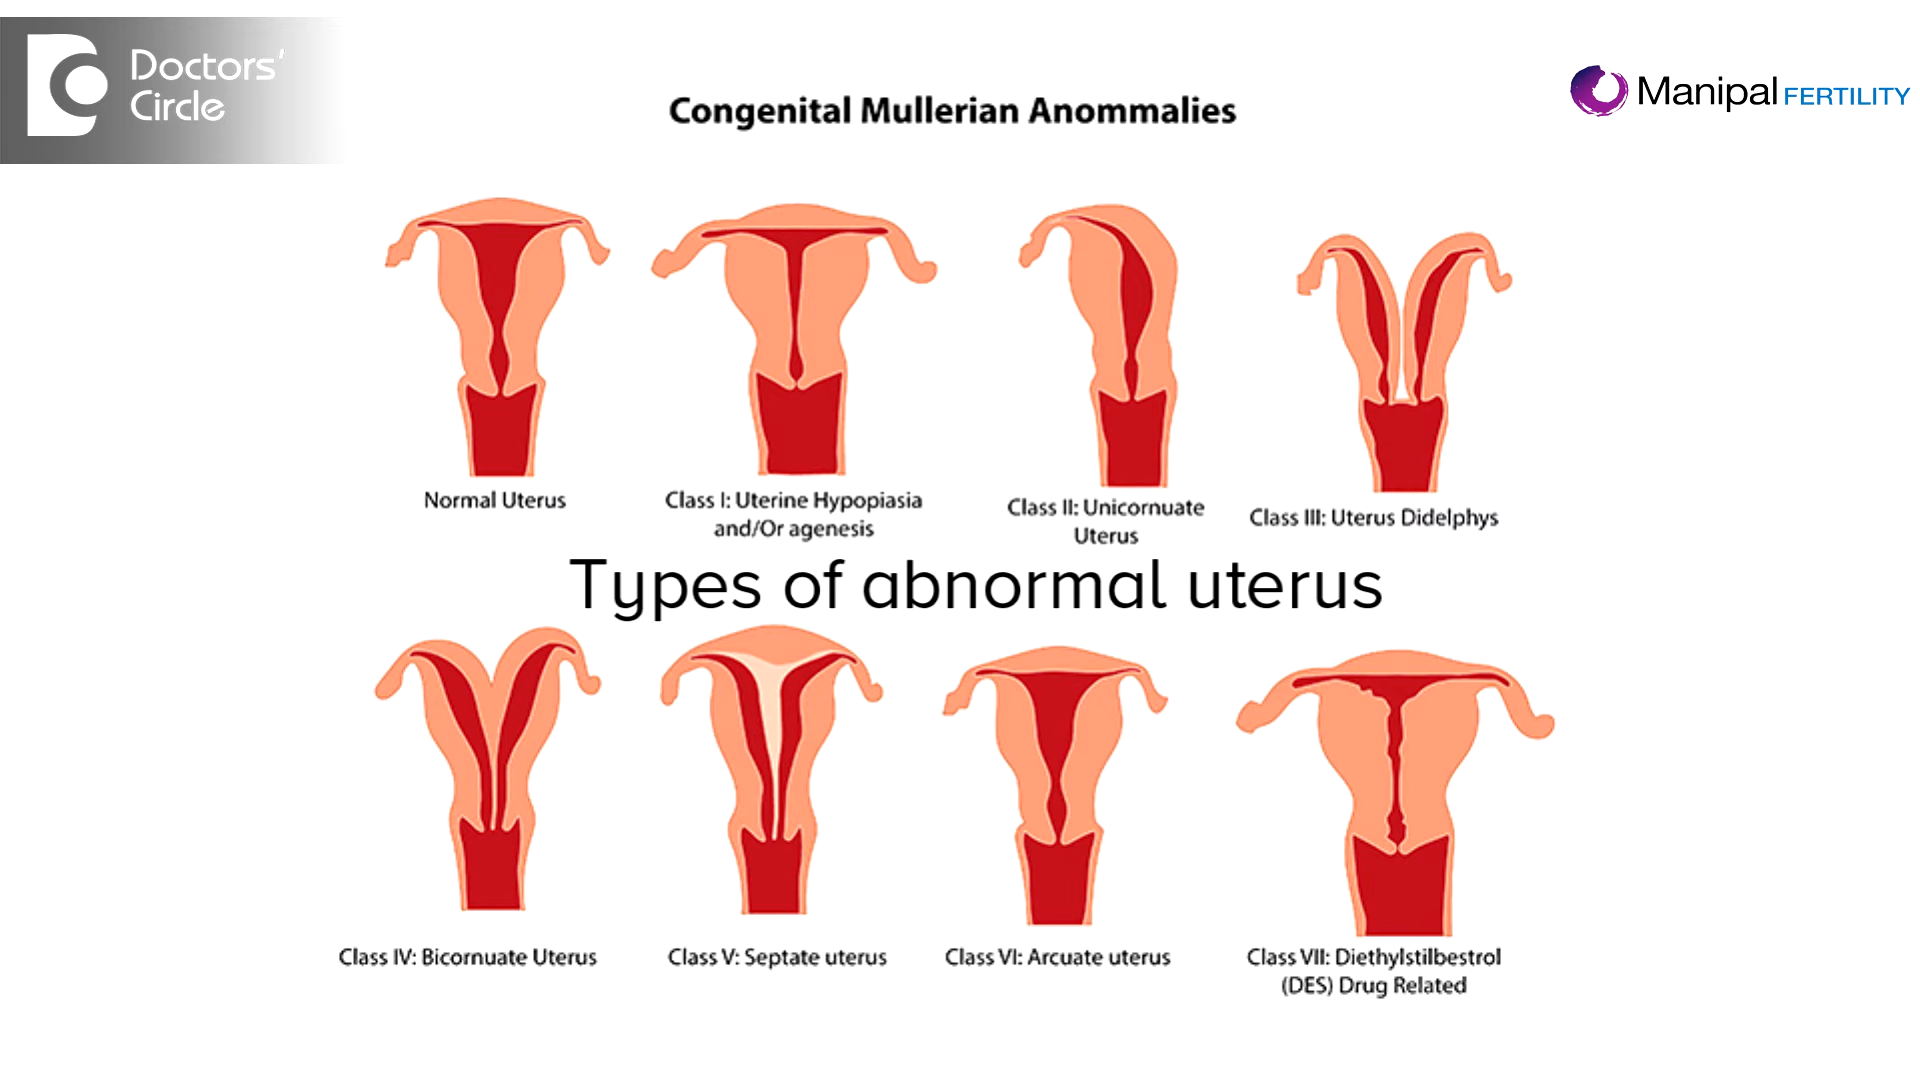 Doctors'
Circle
Manipal FERTILITY
Congenital Mullerian Anommalies
Normal Uterus
Class I: Uterine Hypopiasia
and/Or agenesis
Class II: Unicornuate
Uterus
Class III: Uterus Didelphys
Types of abnormal uterus
Class IV: Bicornuate Uterus
Class V: Septate uterus
Class VI: Arcuate uterus
Class VII: Diethylstilbestrol
(DES) Drug Related